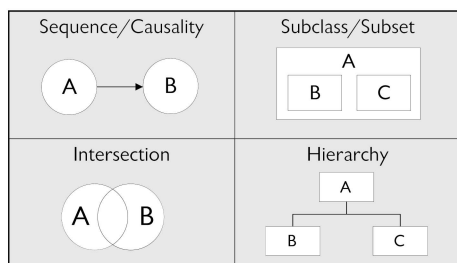 Sequence/Causality
A
B
Subclass/Subset
A
B
C
Intersection
A
B
Hierarchy
A
B
C